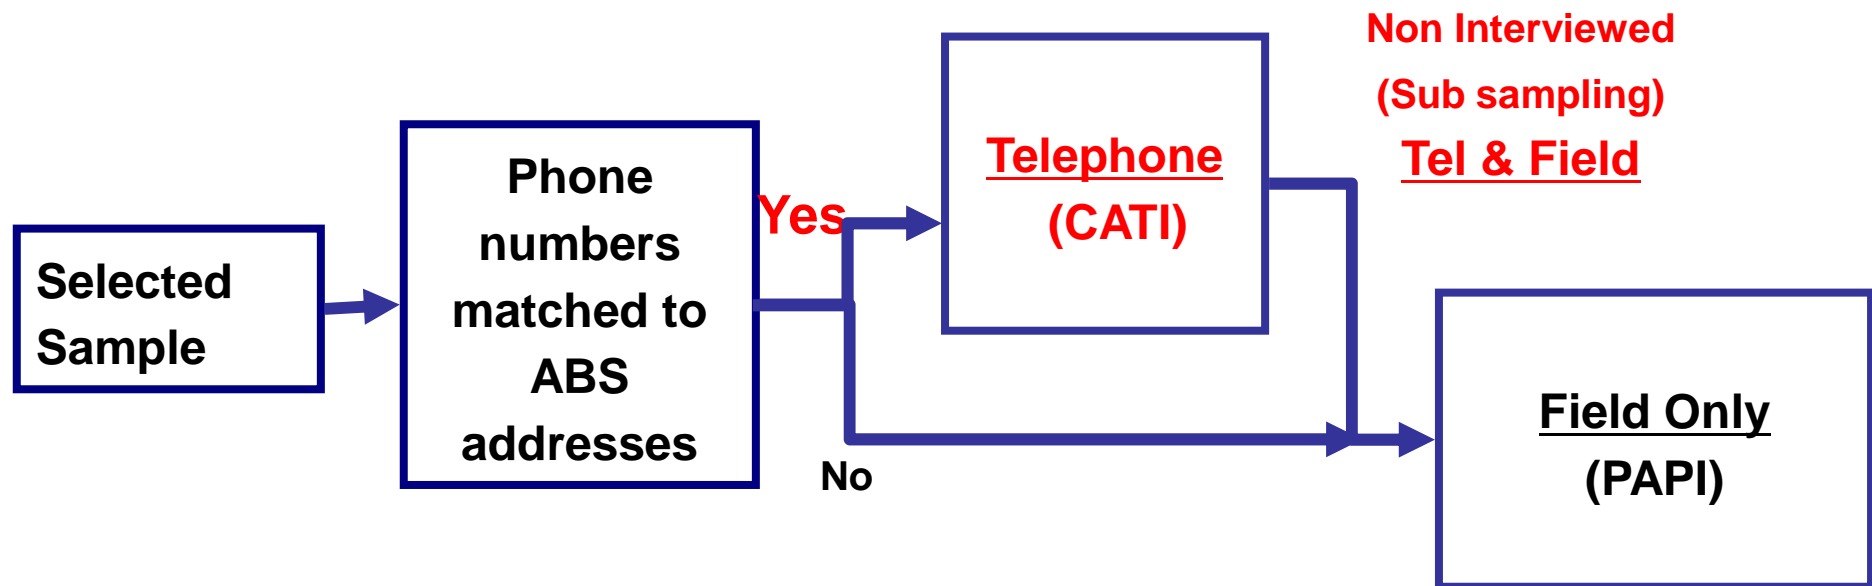 Selected
Sample
Phone
numbers
matched to
ABS
addresses
Yes
No
Telephone
(CATI)
Non Interviewed
(Sub sampling)
Tel & Field
Field Only
(PAPI)